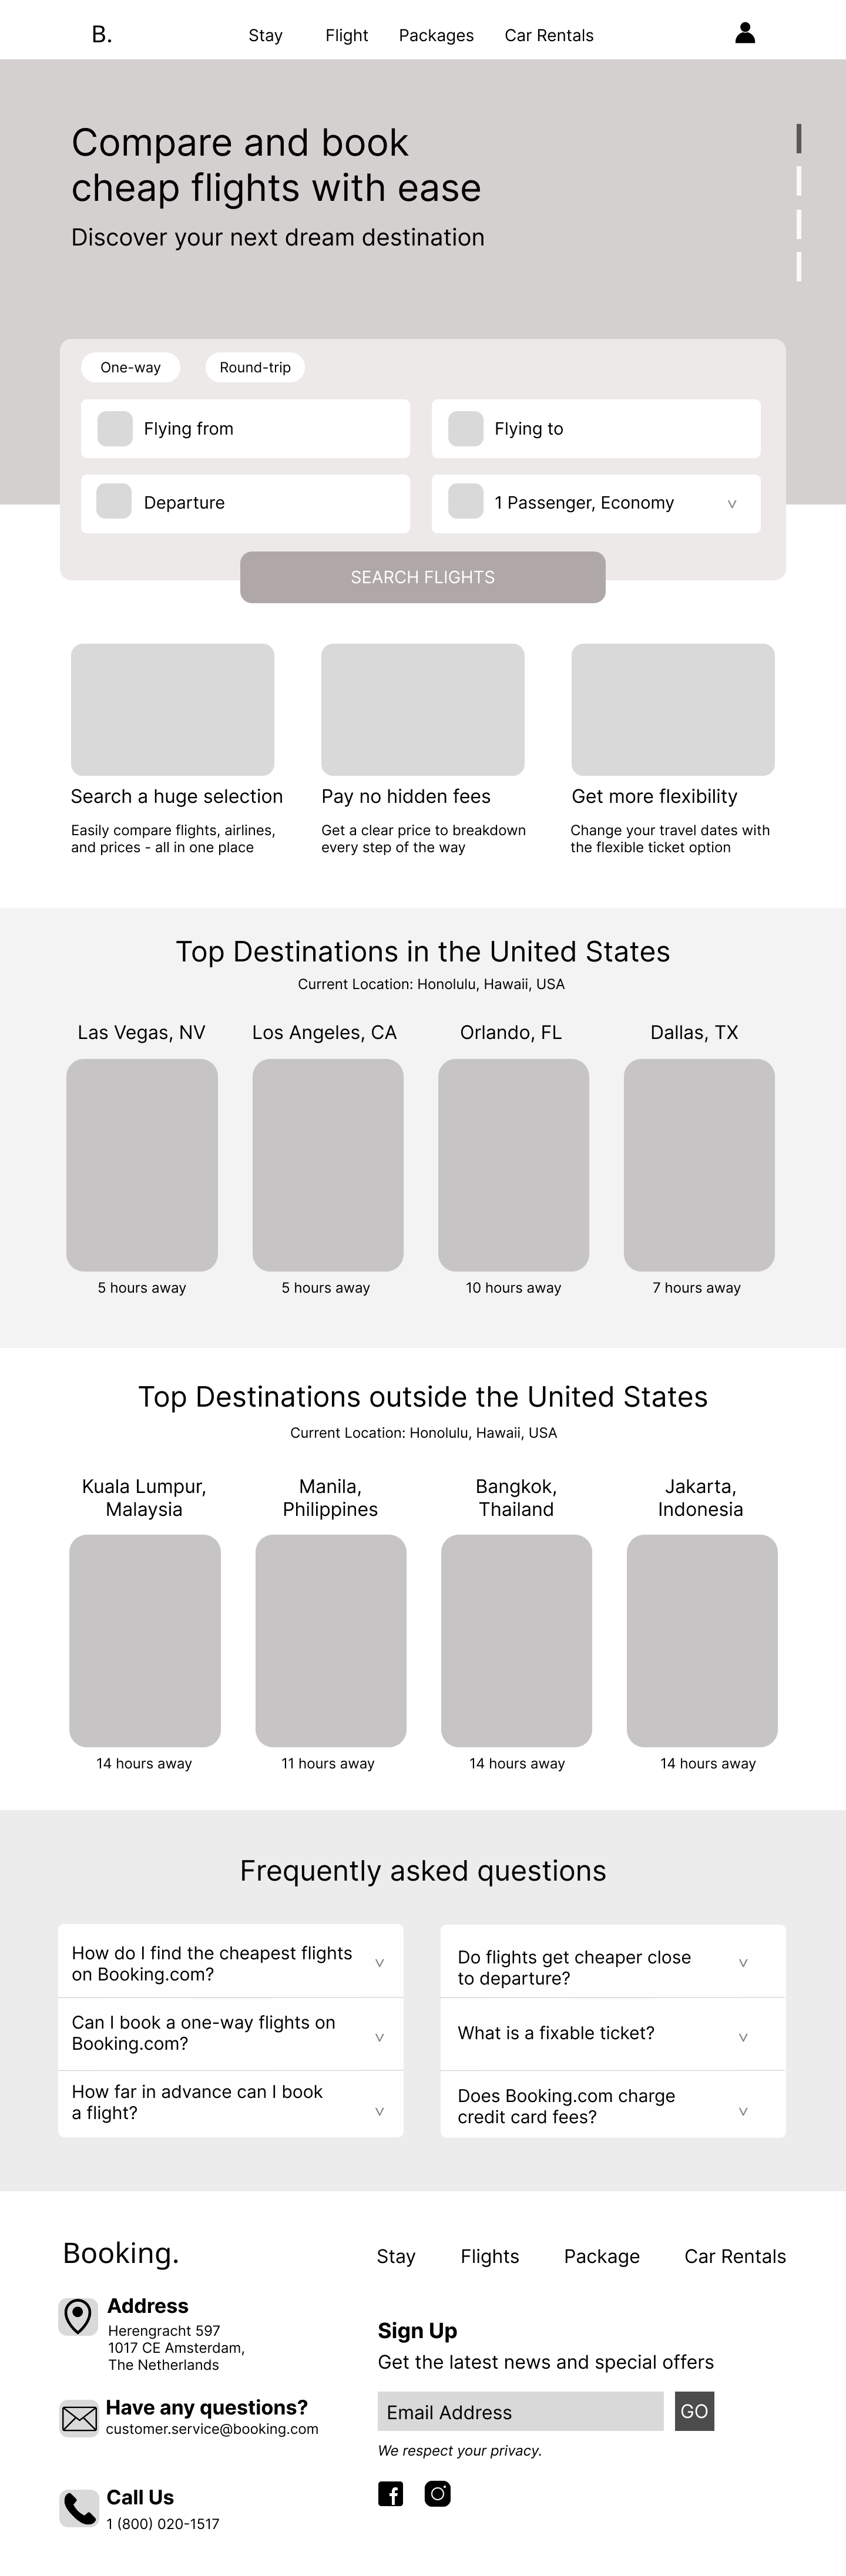 B.
Stay
Flight
Packages
Car Rentals
Compare and book
cheap flights with ease
Discover your next dream destination
One-way
Round-trip
Flying from
Flying to
Departure
1 Passenger, Economy
v
SEARCH FLIGHTS
Search a huge selection
Easily compare flights, airlines,
and prices - all in one place
Pay no hidden fees
Get a clear price to breakdown
every step of the way
Get more flexibility
Change your travel dates with
the flexible ticket option
Top Destinations in the United States
Current Location: Honolulu, Hawaii, USA
Las Vegas, NV
Los Angeles, CA
Orlando, FL
Dallas, TX
5 hours away
5 hours away
10 hours away
7 hours away
Top Destinations outside the United States
Current Location: Honolulu, Hawaii, USA
Kuala Lumpur,
Malaysia
Manila,
Philippines
Bangkok,
Thailand
Jakarta,
Indonesia
14 hours away
11 hours away
14 hours away
14 hours away
Frequently asked questions
How do I find the cheapest flights
on Booking.com?
v
Can I book a one-way flights on
Booking.com?
v
How far in advance can I book
a flight?
v
Do flights get cheaper close
to departure?
v
What is a fixable ticket?
v
Does Booking.com charge
credit card fees?
v
Booking.
Stay
Flights
Package
Car Rentals
Address
Herengracht 597
1017 CE Amsterdam,
The Netherlands
Have any questions?
customer.service@booking.com
Call Us
1 (800) 020-1517
Sign Up
Get the latest news and special offers
Email Address
GO
We respect your privacy.